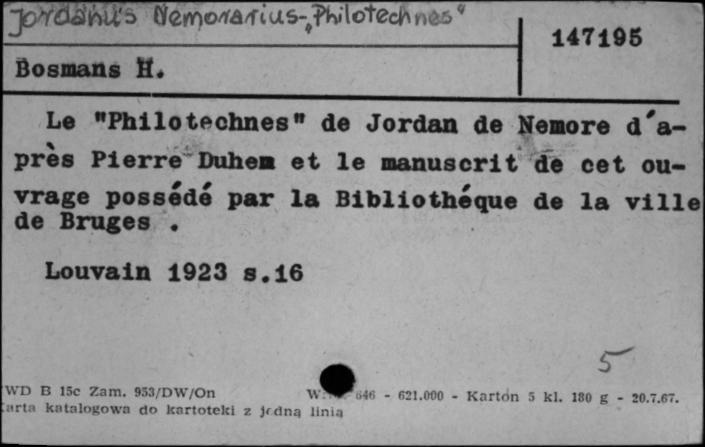 Jordanus Nemorarius-„Philotechnes"
147195
Bosmans H.
Le "Philotechnes" de Jordan de Nemore d´a-
près Pierre Duhem et le manuscrit de cet ou-
vrage possédé par la Bibliothéque de la ville
de Bruges .
Louvain 1923 s.16
5
WD B 15c Zam. 953/DW/On 646 - 621.000 - Karton 5 kl. 180 g - 20.7.67.
arta katalogowa do kartoteki z jedną linią